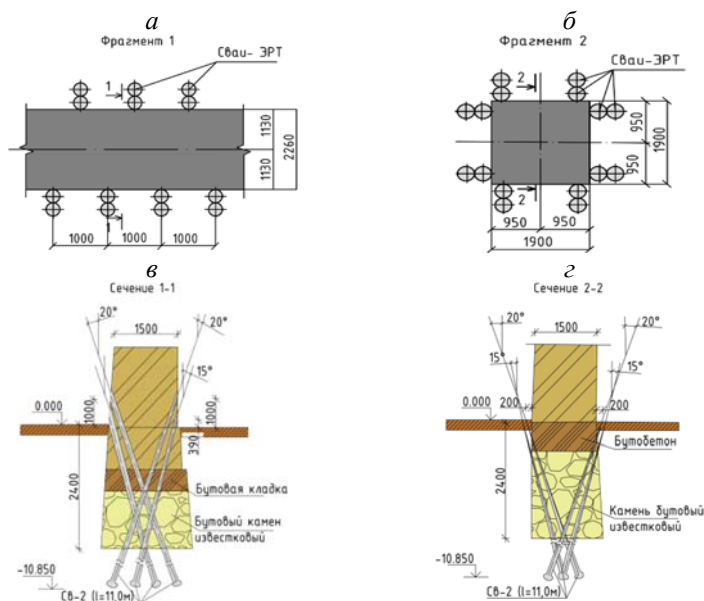 а
Фрагмент 1
Сваи- ЭРТ
1
1
1130
1130
2260
1000
1000
1000
б
Фрагмент 2
Сваи-ЭРТ
2
2
950
950
1900
950
950
1900
в
Сечение 1-1
20°
1500
20°
15°
0.000
1000
1000
390
2400
Бутовая кладка
Бутовый камен
известковый
-10.850
Св-2 (l=11,0м)
г
Сечение 2-2
20°
1500
20°
15°
15°
0.000
200
200
2400
Бутобетон
Камень бутовый
известковый
-10.850
Св-2 (l=11,0м)